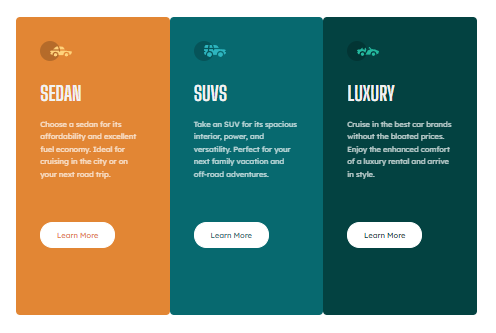 SEDAN
Choose a sedan for its
affordability and excellent
fuel economy. Ideal for
cruising in the city or on
your next road trip.
Learn More
SUVS
Take an SUV for its spacious
interior, power, and
versatility. Perfect for your
next family vacation and
off-road adventures.
Learn More
LUXURY
Cruise in the best car brands
without the bloated prices.
Enjoy the enhanced comfort
of a luxury rental and arrive
in style.
Learn More